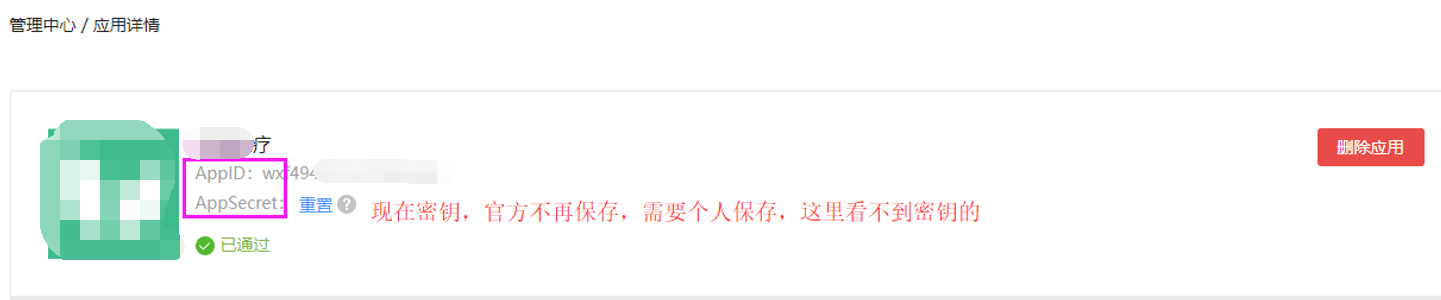 管理中心 / 应用详情
疗
删除应用
AppID: wxf494
AppSecret: 重置 ? 现在密钥，官方不再保存，需要个人保存，这里看不到密钥的
已通过